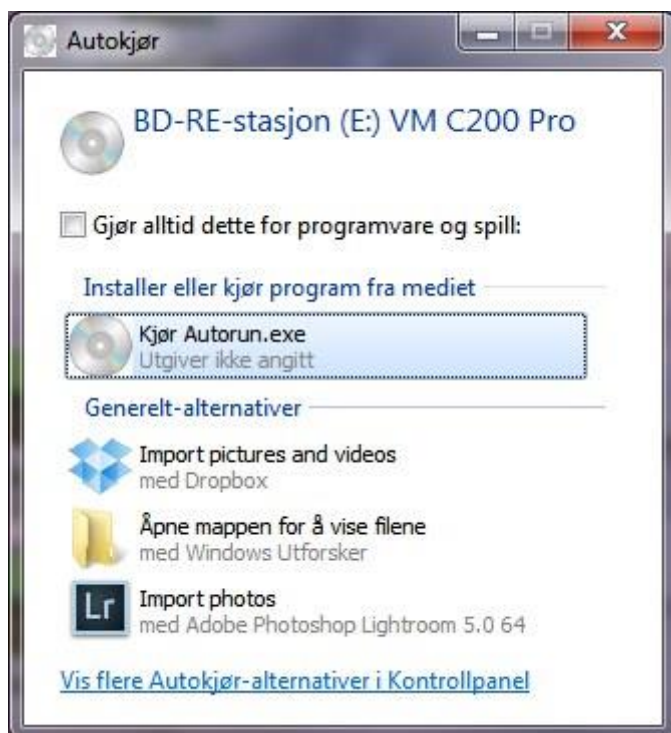 Autokjør
BD-RE-stasjon (E:) VM C200 Pro
Gjør alltid dette for programvare og spill:
Installer eller kjør program fra mediet
Kjør Autorun.exe
Utgiver ikke angitt
Generelt-alternativer
Import pictures and videos
med Dropbox
Åpne mappen for å vise filene
med Windows Utforsker
Lr
Import photos
med Adobe Photoshop Lightroom 5.0 64
Vis flere Autokjør-alternativer i Kontrollpanel